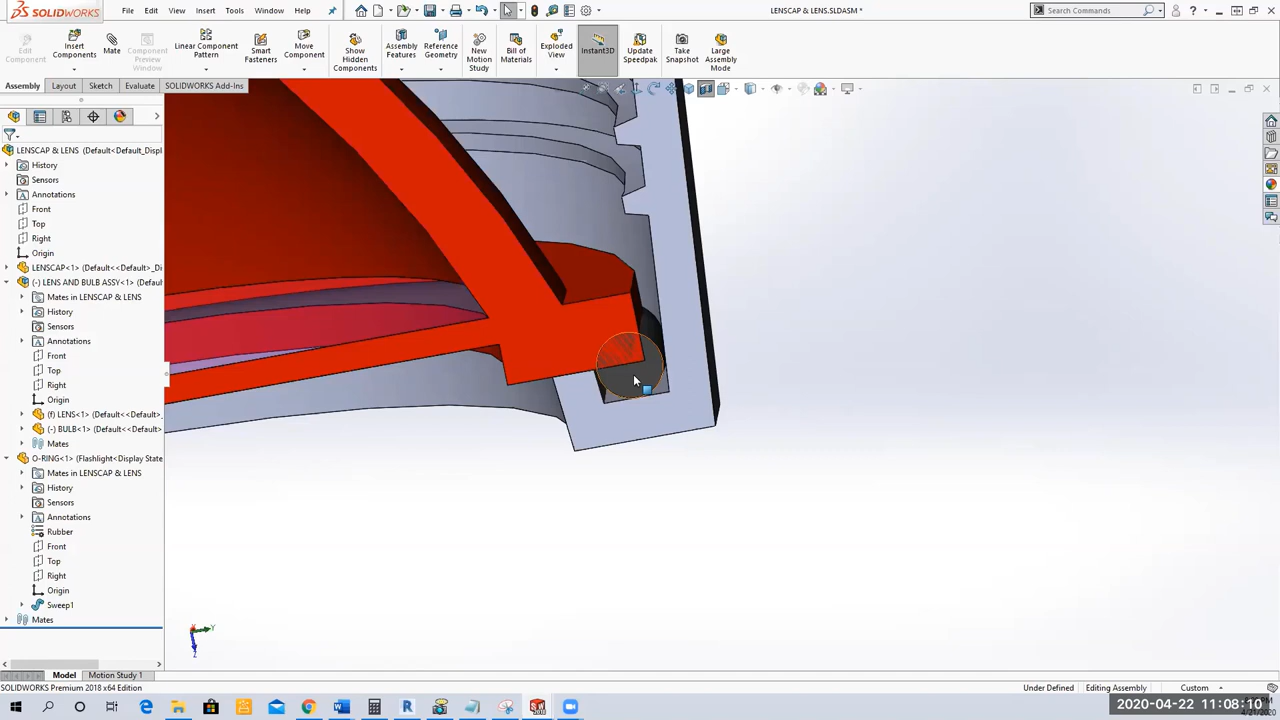 SOLIDWORKS File Edit View Insert Tools Window Help LENSCAP & LENS.SLDASM * Search Commands
Edit Component
Insert Components
Mate
Component Preview Window
Linear Component Pattern
Smart Fasteners
Move Component
Show Hidden Components
Assembly Features
Reference Geometry
New Motion Study
Bill of Materials
Exploded View
Instant3D
Update Speedpak
Take Snapshot
Large Assembly Mode
Assembly Layout Sketch Evaluate SOLIDWORKS Add-Ins
LENSCAP & LENS (Default<Default_Displ
History
Sensors
Annotations
Front
Top
Right
Origin
LENSCAP<1> (Default<<Default>_Di
(-) LENS AND BULB ASSY<1> (Defaul
Mates in LENSCAP & LENS
History
Sensors
Annotations
Front
Top
Right
Origin
(f) LENS<1> (Default<<Default>
(-) BULB<1> (Default<<Default>
Mates
O-RING<1> (Flashlight<Display State
Mates in LENSCAP & LENS
History
Sensors
Annotations
Rubber
Front
Top
Right
Origin
Sweep1
Mates
Y
Z
Model Motion Study 1
SOLIDWORKS Premium 2018 x64 Edition Under Defined Editing Assembly Custom
2020-04-22 11:08:10